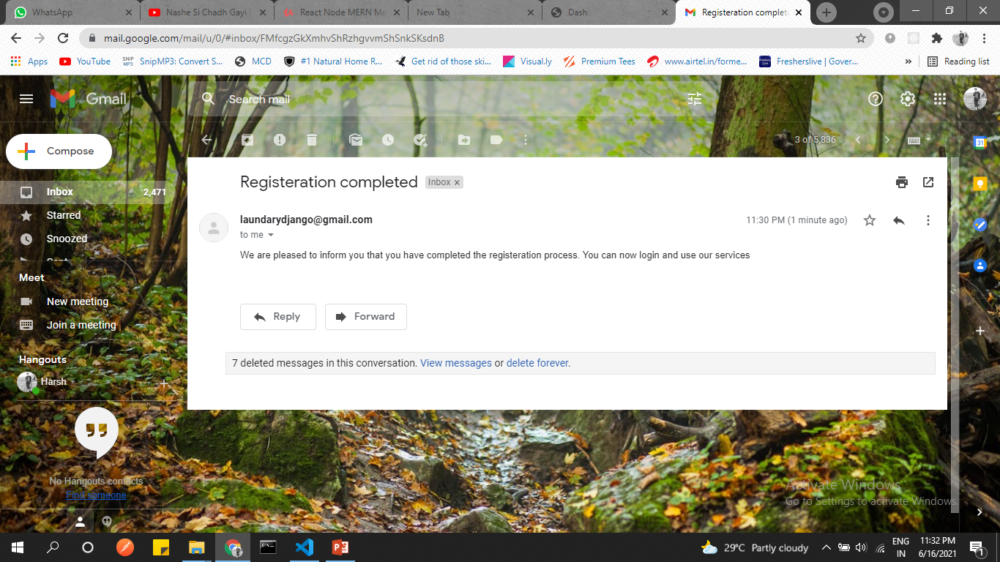 WhatsApp
Nashe Si Chadh Gayi
React Node MERN Ma
New Tab
Dash
Registeration complet
mail.google.com/mail/u/0/#inbox/FMfcgzGkXmhvShRzhgvvmShSnkSKsdnB
Apps
YouTube
SNIP
MP3
SnipMP3: Convert S...
MCD
#1 Natural Home R...
Get rid of those ski...
Visual.ly
Premium Tees
www.airtel.in/forme...
Fresherslive | Gover...
»
Reading list
Gmail
Search mail
Compose
3 of 5,836
Inbox 2,471
Starred
Snoozed
Sent
Meet
New meeting
Join a meeting
Hangouts
Harsh
No Hangouts contacts
Find someone
Registeration completed Inbox ×
laundarydjango@gmail.com 11:30 PM (1 minute ago)
to me
We are pleased to inform you that you have completed the registeration process. You can now login and use our services
Reply Forward
7 deleted messages in this conversation. View messages or delete forever.
31
Activate Windows
Go to Settings to activate Windows.
29°C Partly cloudy
ENG
IN
11:32 PM
6/16/2021
1